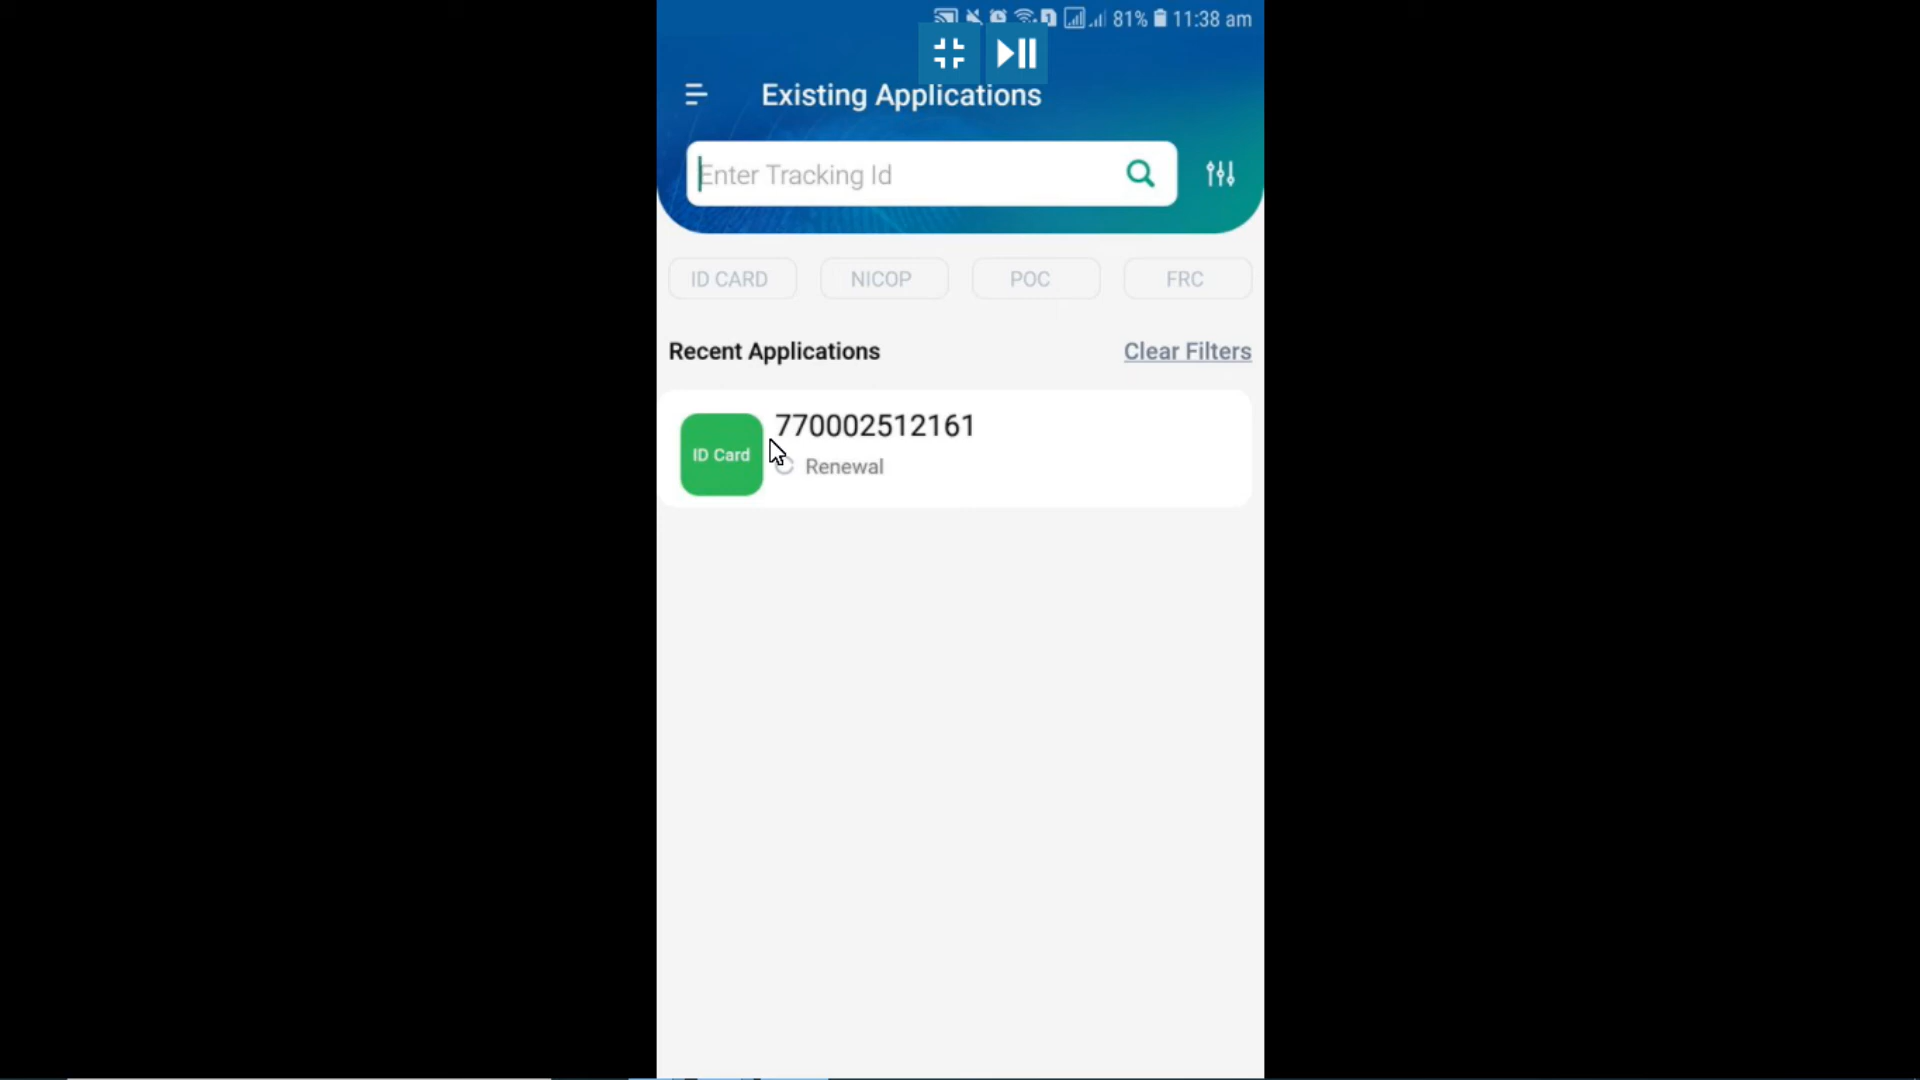 81% 11:38 am
Existing Applications
Enter Tracking Id
ID CARD NICOP POC FRC
Recent Applications Clear Filters
770002512161
ID Card
Renewal